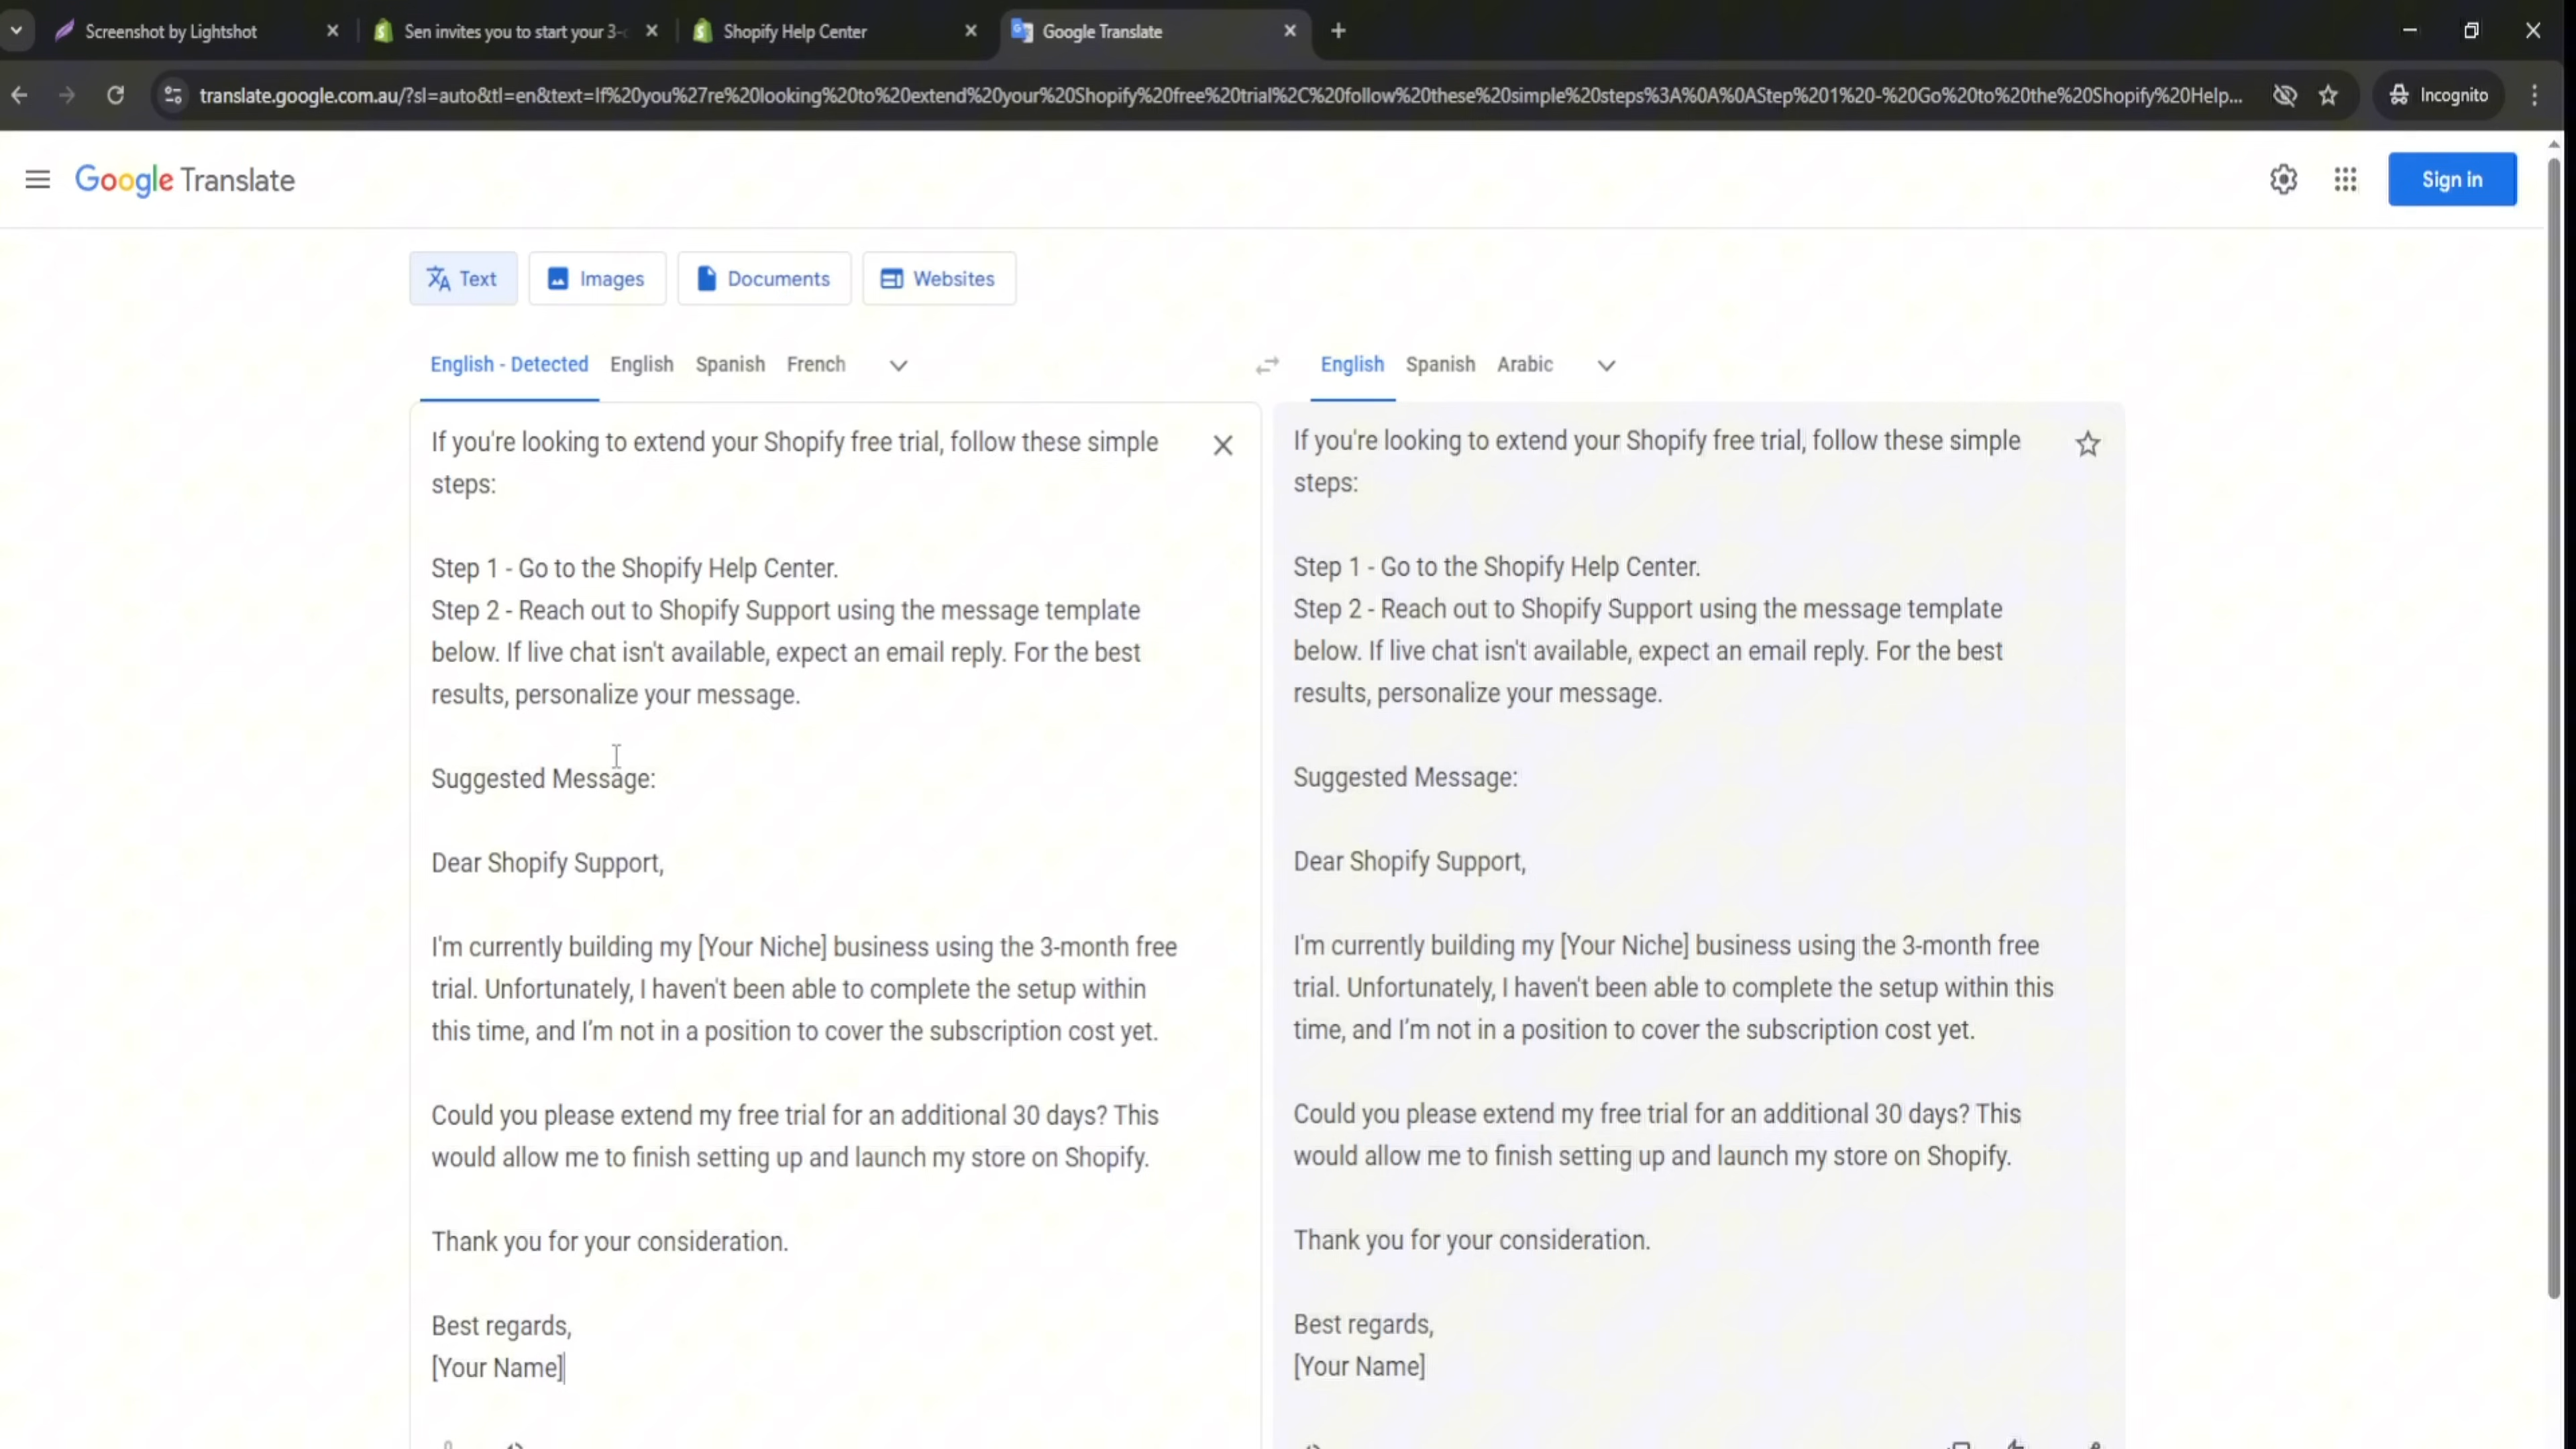 Screenshot by Lightshot
Sen invites you to start your 3-
Shopify Help Center
Google Translate
translate.google.com.au/?sl=auto&tl=en&text=If%20you%27re%20looking%20to%20extend%20your%20Shopify%20free%20trial%2C%20follow%20these%20simple%20steps%3A%0A%0AStep%201%20-%20Go%20to%20the%20Shopify%20Help...
Incognito
Google Translate
Sign in
Text
Images
Documents
Websites
English - Detected
English
Spanish
French
English
Spanish
Arabic
If you're looking to extend your Shopify free trial, follow these simple
steps:
Step 1 - Go to the Shopify Help Center.
Step 2 - Reach out to Shopify Support using the message template
below. If live chat isn't available, expect an email reply. For the best
results, personalize your message.
Suggested Message:
Dear Shopify Support,
I'm currently building my [Your Niche] business using the 3-month free
trial. Unfortunately, I haven't been able to complete the setup within
this time, and I'm not in a position to cover the subscription cost yet.
Could you please extend my free trial for an additional 30 days? This
would allow me to finish setting up and launch my store on Shopify.
Thank you for your consideration.
Best regards,
[Your Name]
If you're looking to extend your Shopify free trial, follow these simple
steps:
Step 1 - Go to the Shopify Help Center.
Step 2 - Reach out to Shopify Support using the message template
below. If live chat isn't available, expect an email reply. For the best
results, personalize your message.
Suggested Message:
Dear Shopify Support,
I'm currently building my [Your Niche] business using the 3-month free
trial. Unfortunately, I haven't been able to complete the setup within this
time, and I'm not in a position to cover the subscription cost yet.
Could you please extend my free trial for an additional 30 days? This
would allow me to finish setting up and launch my store on Shopify.
Thank you for your consideration.
Best regards,
[Your Name]